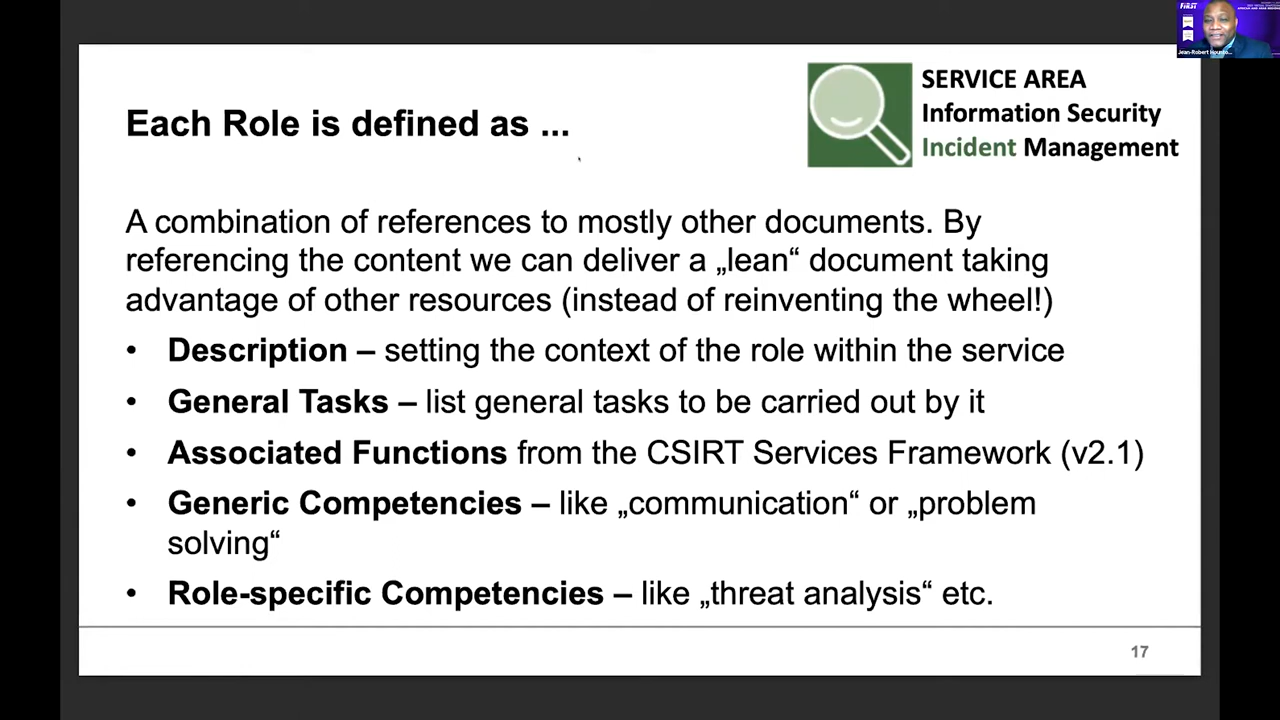 FIRST
Jean-Robert Hounto...
SERVICE AREA
Information Security
Incident Management
Each Role is defined as ...
A combination of references to mostly other documents. By
referencing the content we can deliver a „lean“ document taking
advantage of other resources (instead of reinventing the wheel!)
• Description – setting the context of the role within the service
• General Tasks – list general tasks to be carried out by it
• Associated Functions from the CSIRT Services Framework (v2.1)
• Generic Competencies – like „communication“ or „problem
solving“
• Role-specific Competencies – like „threat analysis“ etc.
17